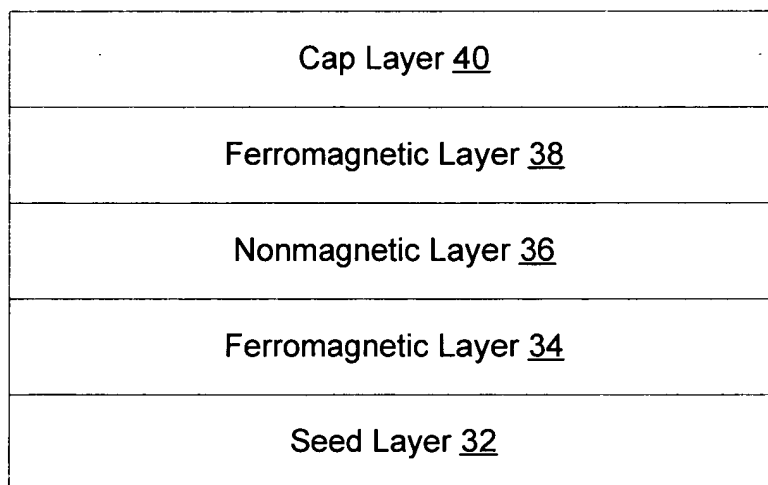 Cap Layer 40
Ferromagnetic Layer 38
Nonmagnetic Layer 36
Ferromagnetic Layer 34
Seed Layer 32